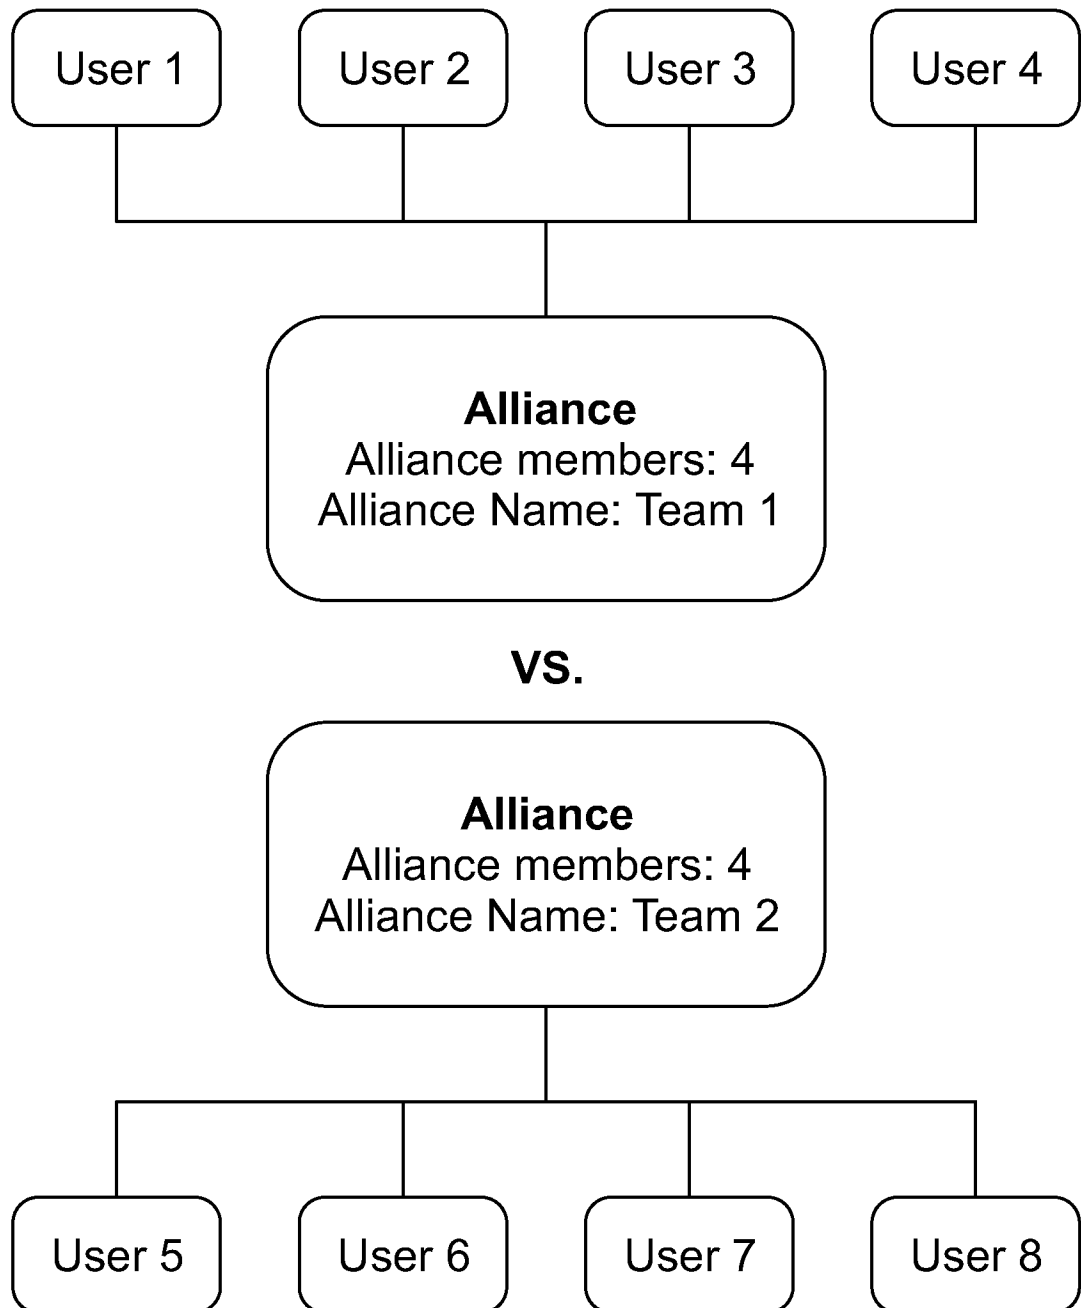 User 1
User 2
User 3
User 4
Alliance
Alliance members: 4
Alliance Name: Team 1
VS.
Alliance
Alliance members: 4
Alliance Name: Team 2
User 5
User 6
User 7
User 8